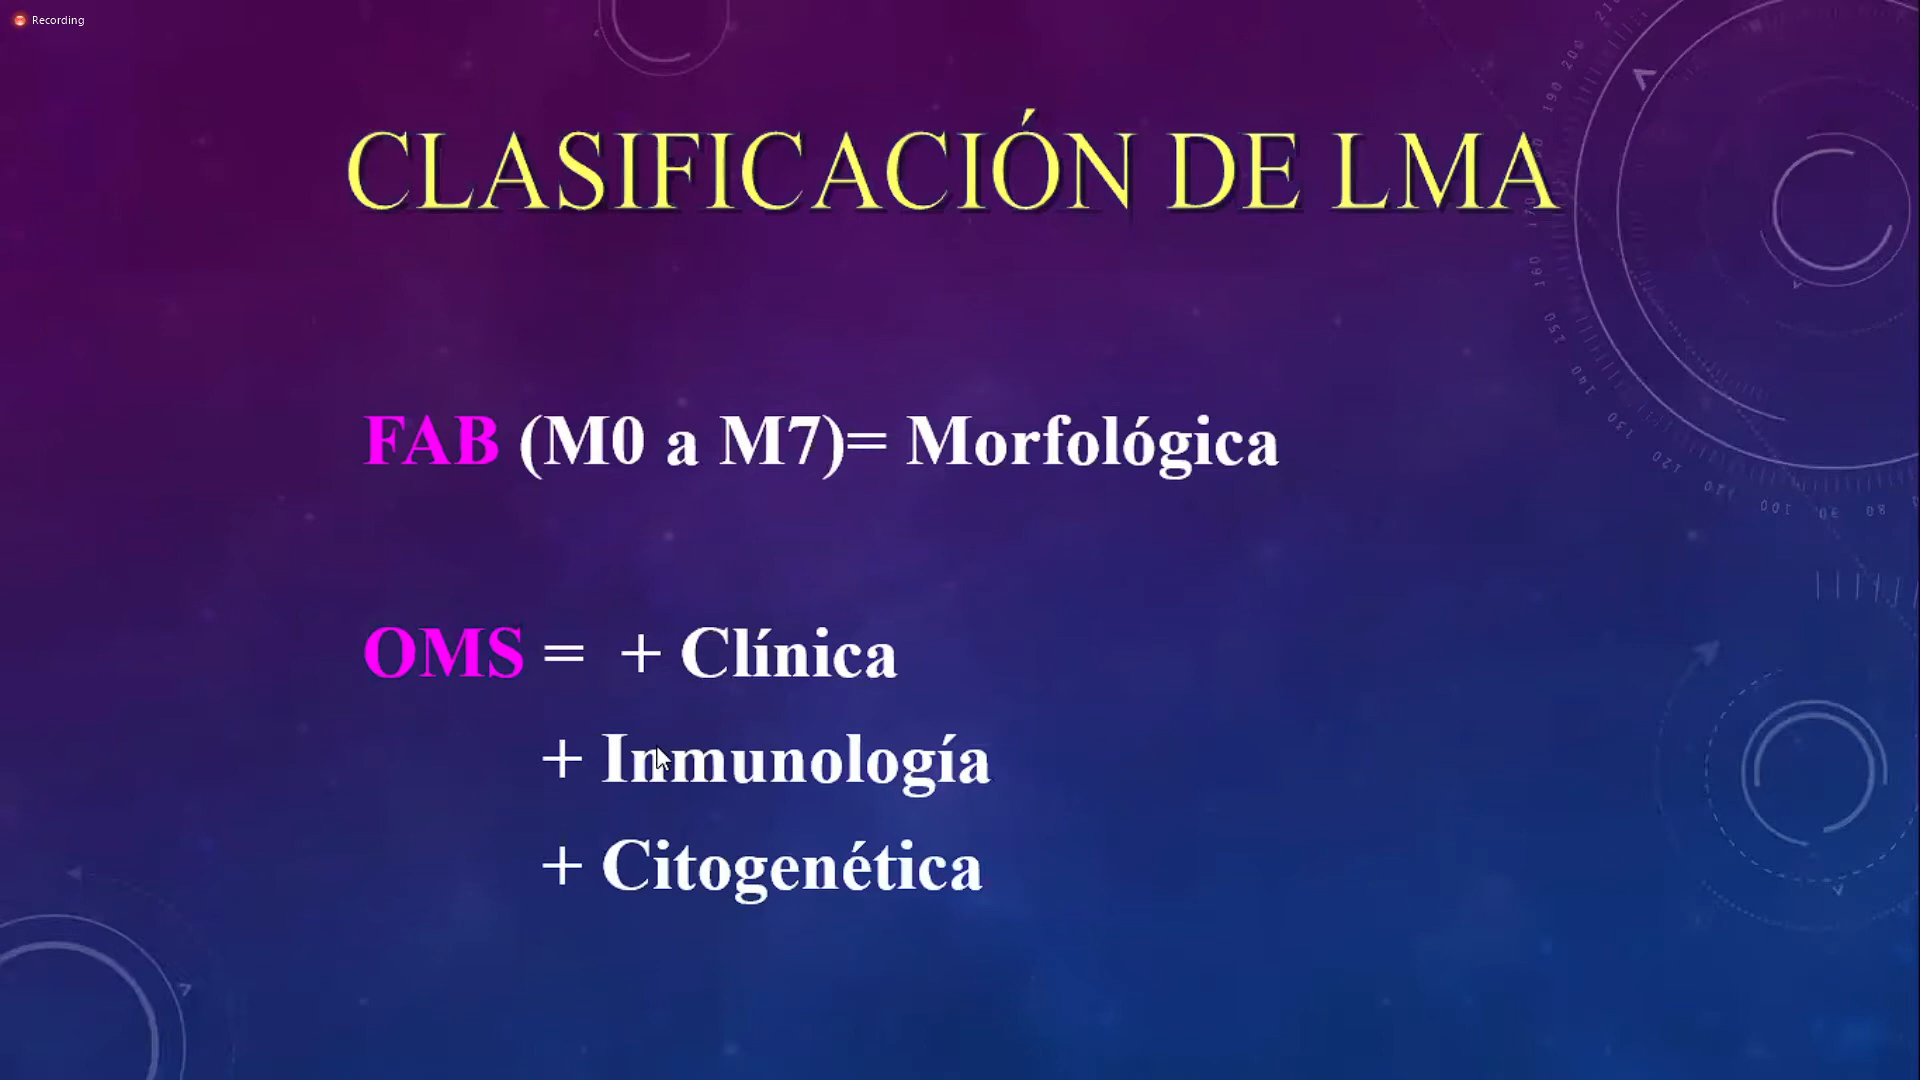 Recording
CLASIFICACIÓN DE LMA
FAB (M0 a M7)= Morfológica
OMS = + Clínica
+ Inmunología
+ Citogenética